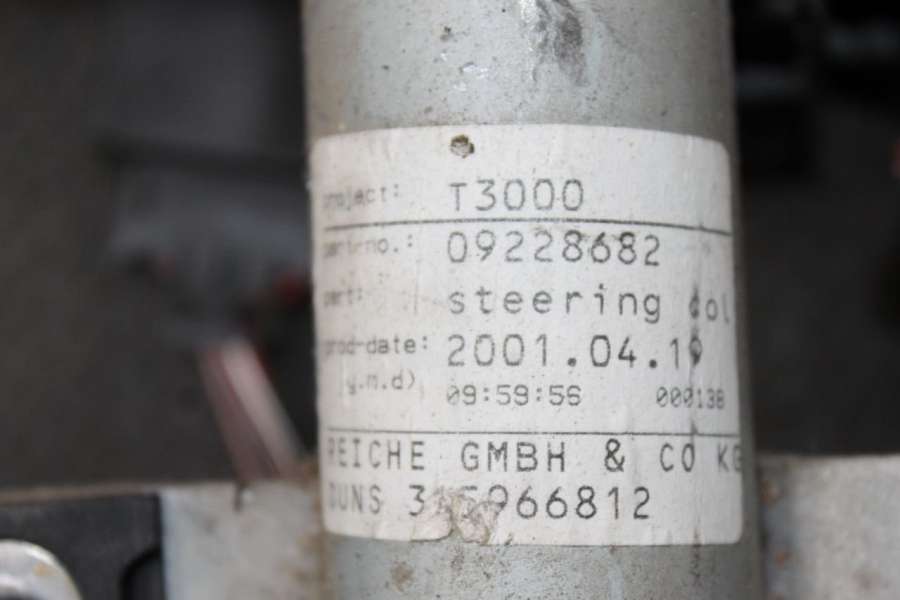 project: T3000
part-no.: 09228682
part: steering col
prod-date: 2001.04.19
(y.m.d) 09:59:56 000138
REICHE GMBH & CO KG
DUNS